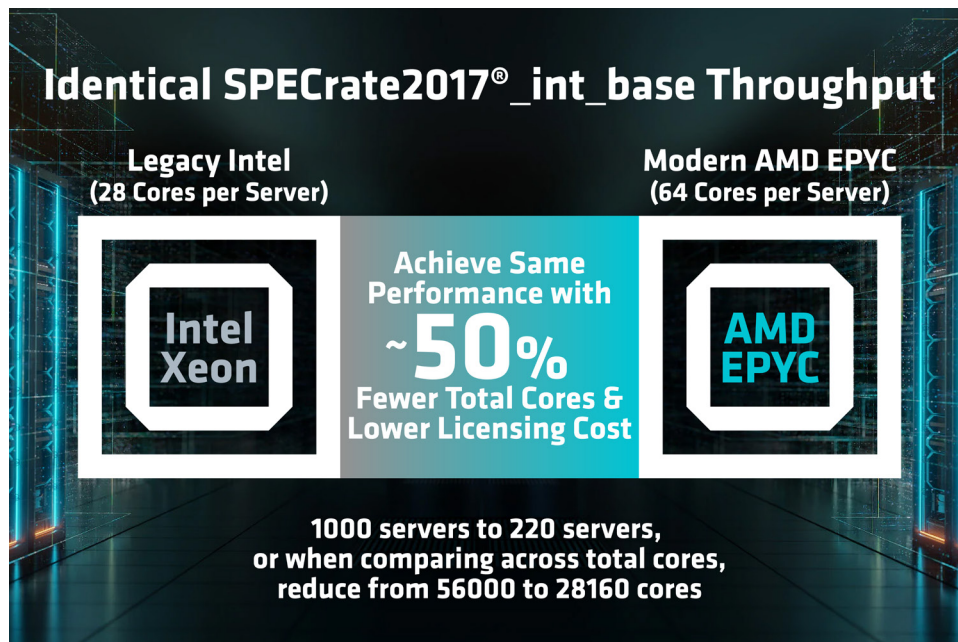 Identical SPECrate2017®_int_base Throughput
Legacy Intel
(28 Cores per Server)
Modern AMD EPYC
(64 Cores per Server)
Intel
Xeon
Achieve Same
Performance with
~50%
Fewer Total Cores &
Lower Licensing Cost
AMD
EPYC
1000 servers to 220 servers,
or when comparing across total cores,
reduce from 56000 to 28160 cores